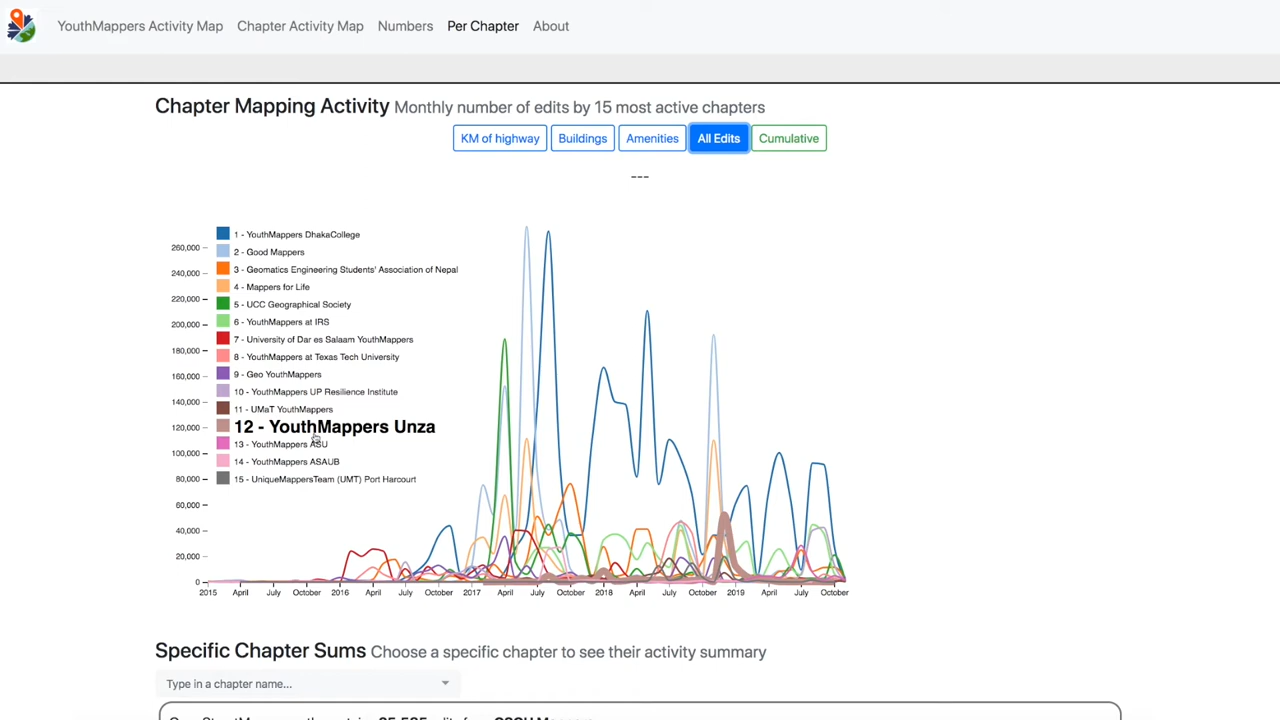 YouthMappers Activity Map Chapter Activity Map Numbers Per Chapter About
Chapter Mapping Activity Monthly number of edits by 15 most active chapters
KM of highway Buildings Amenities All Edits Cumulative
---
1 - YouthMappers DhakaCollege
260,000
2 - Good Mappers
240,000
3 - Geomatics Engineering Students' Association of Nepal
4 - Mappers for Life
220,000
5 - UCC Geographical Society
200,000
6 - YouthMappers at IRS
7 - University of Dar es Salaam YouthMappers
180,000
8 - YouthMappers at Texas Tech University
160,000
9 - Geo YouthMappers
10 - YouthMappers UP Resilience Institute
140,000
11 - UMaT YouthMappers
120,000
12 - YouthMappers Unza
13 - YouthMappers ASU
100,000
14 - YouthMappers ASAUB
80,000
15 - UniqueMappersTeam (UMT) Port Harcourt
60,000
40,000
20,000
0
2015 April July October 2016 April July October 2017 April July October 2018 April July October 2019 April July October
Specific Chapter Sums Choose a specific chapter to see their activity summary
Type in a chapter name...